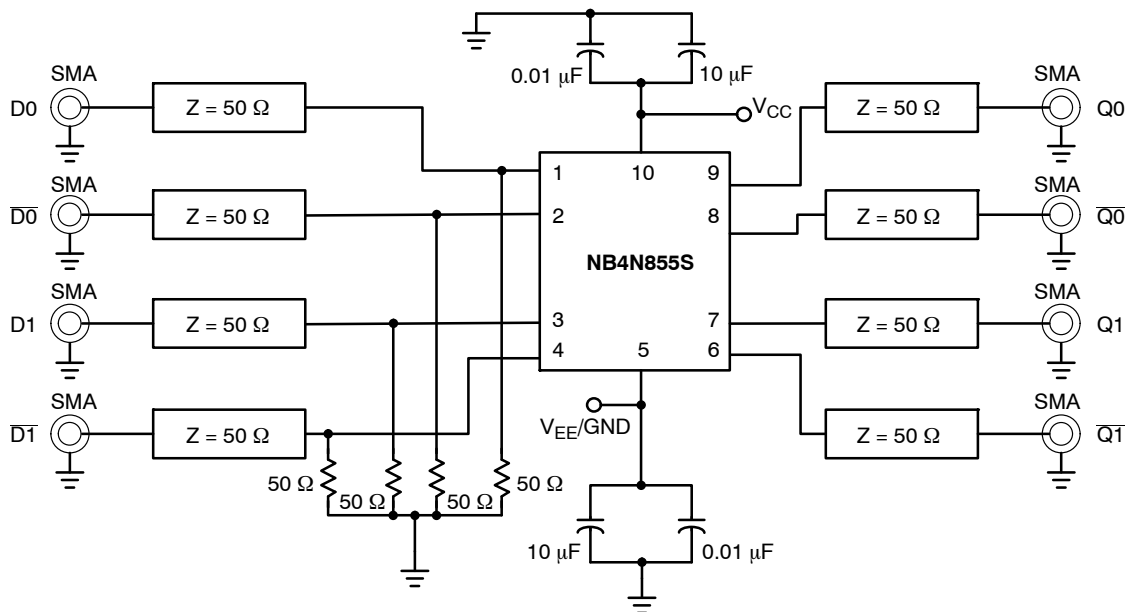 0.01 μF
10 μF
V_CC
SMA
D0
Z = 50 Ω
SMA
D̅0̅
Z = 50 Ω
SMA
D1
Z = 50 Ω
SMA
D̅1̅
Z = 50 Ω
1
2
3
4
10
5
9
8
7
6
NB4N855S
Z = 50 Ω
SMA
Q0
Z = 50 Ω
SMA
Q̅0̅
Z = 50 Ω
SMA
Q1
Z = 50 Ω
SMA
Q̅1̅
V_EE/GND
50 Ω
50 Ω
50 Ω
50 Ω
10 μF
0.01 μF